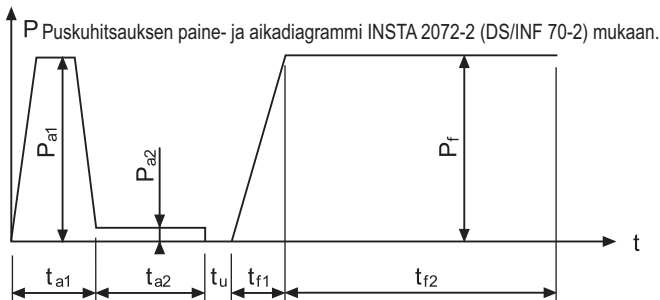 P Puskuhitsauksen paine- ja aikadiagrammi INSTA 2072-2 (DS/INF 70-2) mukaan.
Pa1
Pa2
Pf
t
ta1 ta2 tu tf1 tf2